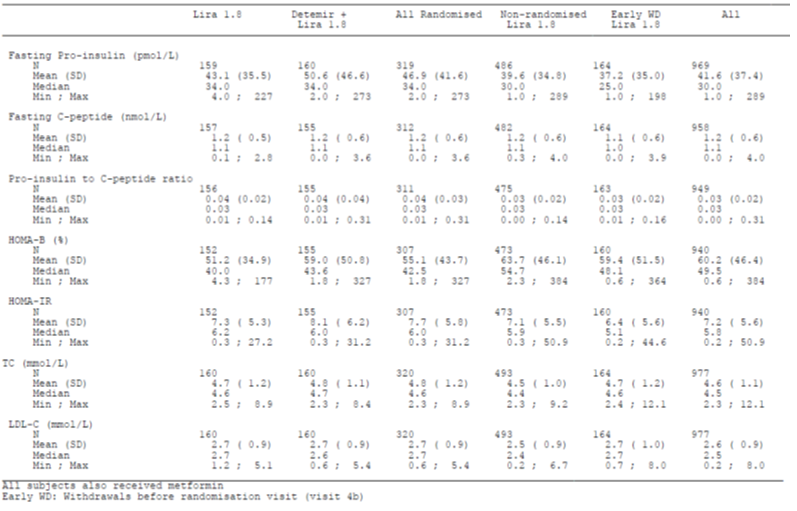 Lira 1.8 Detemir + All Randomised Non-randomised Early WD All
Lira 1.8 Lira 1.8 Lira 1.8
Fasting Pro-insulin (pmol/L)
N 159 160 319 486 164 969
Mean (SD) 43.1 (35.5) 50.6 (46.6) 46.9 (41.6) 39.6 (34.8) 37.2 (35.0) 41.6 (37.4)
Median 34.0 34.0 34.0 30.0 25.0 30.0
Min ; Max 4.0 ; 227 2.0 ; 273 2.0 ; 273 1.0 ; 289 1.0 ; 198 1.0 ; 289
Fasting C-peptide (nmol/L)
N 157 155 312 482 164 958
Mean (SD) 1.2 ( 0.5) 1.2 ( 0.6) 1.2 ( 0.6) 1.2 ( 0.6) 1.1 ( 0.6) 1.2 ( 0.6)
Median 1.1 1.1 1.1 1.1 1.0 1.1
Min ; Max 0.1 ; 2.8 0.0 ; 3.6 0.0 ; 3.6 0.3 ; 4.0 0.0 ; 3.9 0.0 ; 4.0
Pro-insulin to C-peptide ratio
N 156 155 311 475 163 949
Mean (SD) 0.04 (0.02) 0.04 (0.04) 0.04 (0.03) 0.03 (0.02) 0.03 (0.02) 0.03 (0.02)
Median 0.03 0.03 0.03 0.03 0.03 0.03
Min ; Max 0.01 ; 0.14 0.01 ; 0.31 0.01 ; 0.31 0.00 ; 0.14 0.01 ; 0.16 0.00 ; 0.31
HOMA-B (%)
N 152 155 307 473 160 940
Mean (SD) 51.2 (34.9) 59.0 (50.8) 55.1 (43.7) 63.7 (46.1) 59.4 (51.5) 60.2 (46.4)
Median 40.0 43.6 42.5 54.7 48.1 49.5
Min ; Max 4.3 ; 177 1.8 ; 327 1.8 ; 327 2.3 ; 384 0.6 ; 364 0.6 ; 384
HOMA-IR
N 152 155 307 473 160 940
Mean (SD) 7.3 ( 5.3) 8.1 ( 6.2) 7.7 ( 5.8) 7.1 ( 5.5) 6.4 ( 5.6) 7.2 ( 5.6)
Median 6.2 6.0 6.0 5.9 5.1 5.8
Min ; Max 0.3 ; 27.2 0.3 ; 31.2 0.3 ; 31.2 0.3 ; 50.9 0.2 ; 44.6 0.2 ; 50.9
TC (mmol/L)
N 160 160 320 493 164 977
Mean (SD) 4.7 ( 1.2) 4.8 ( 1.1) 4.8 ( 1.2) 4.5 ( 1.0) 4.7 ( 1.2) 4.6 ( 1.1)
Median 4.6 4.7 4.6 4.4 4.6 4.5
Min ; Max 2.5 ; 8.9 2.3 ; 8.4 2.3 ; 8.9 2.3 ; 9.2 2.4 ; 12.1 2.3 ; 12.1
LDL-C (mmol/L)
N 160 160 320 493 164 977
Mean (SD) 2.7 ( 0.9) 2.7 ( 0.9) 2.7 ( 0.9) 2.5 ( 0.9) 2.7 ( 1.0) 2.6 ( 0.9)
Median 2.7 2.6 2.7 2.4 2.7 2.5
Min ; Max 1.2 ; 5.1 0.6 ; 5.4 0.6 ; 5.4 0.2 ; 6.7 0.7 ; 8.0 0.2 ; 8.0
All subjects also received metformin
Early WD: Withdrawals before randomisation visit (visit 4b)